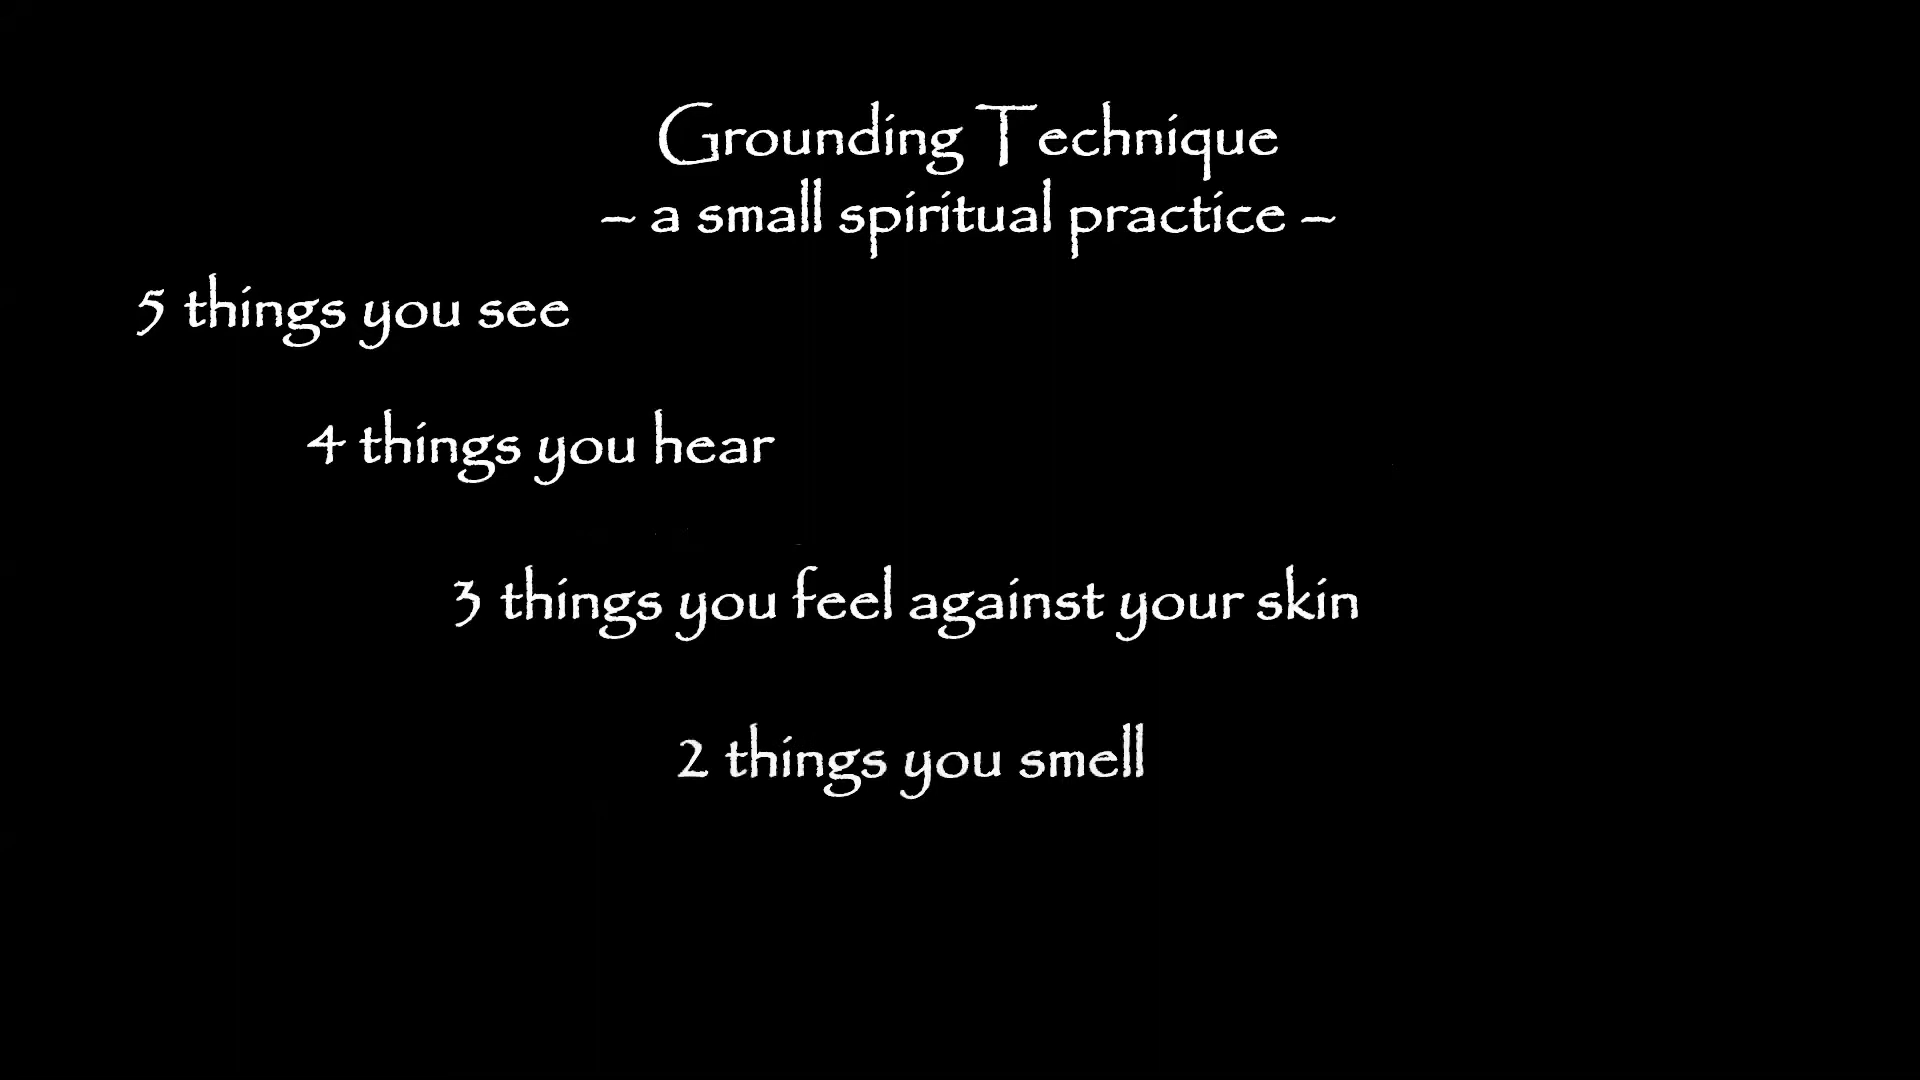 Grounding Technique
– a small spiritual practice –
5 things you see
4 things you hear
3 things you feel against your skin
2 things you smell